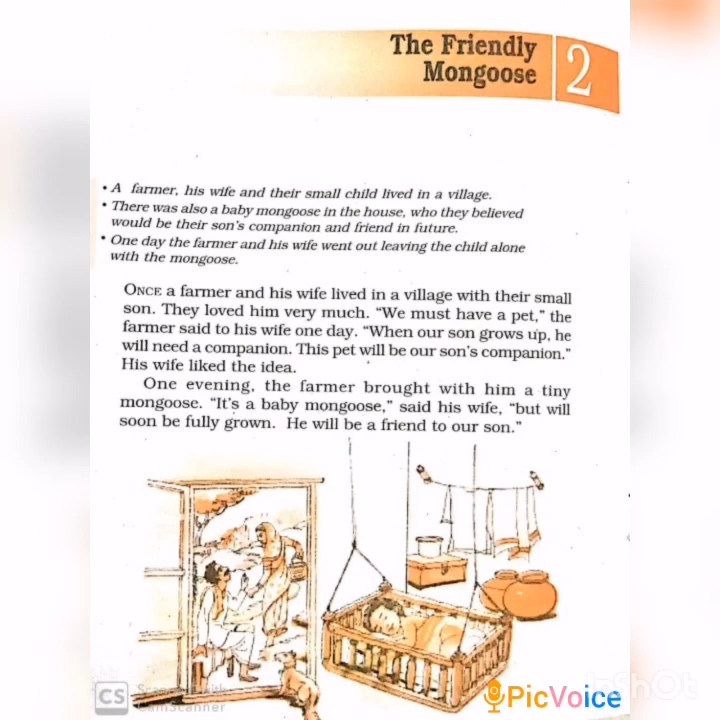 The Friendly
Mongoose
2
• A farmer, his wife and their small child lived in a village.
• There was also a baby mongoose in the house, who they believed
would be their son's companion and friend in future.
• One day the farmer and his wife went out leaving the child alone
with the mongoose.
ONCE a farmer and his wife lived in a village with their small
son. They loved him very much. “We must have a pet,” the
farmer said to his wife one day. “When our son grows up, he
will need a companion. This pet will be our son's companion.”
His wife liked the idea.
One evening, the farmer brought with him a tiny
mongoose. “It's a baby mongoose,” said his wife, “but will
soon be fully grown. He will be a friend to our son.”
CS
Scanned with
CamScanner
PicVoice
InShOt